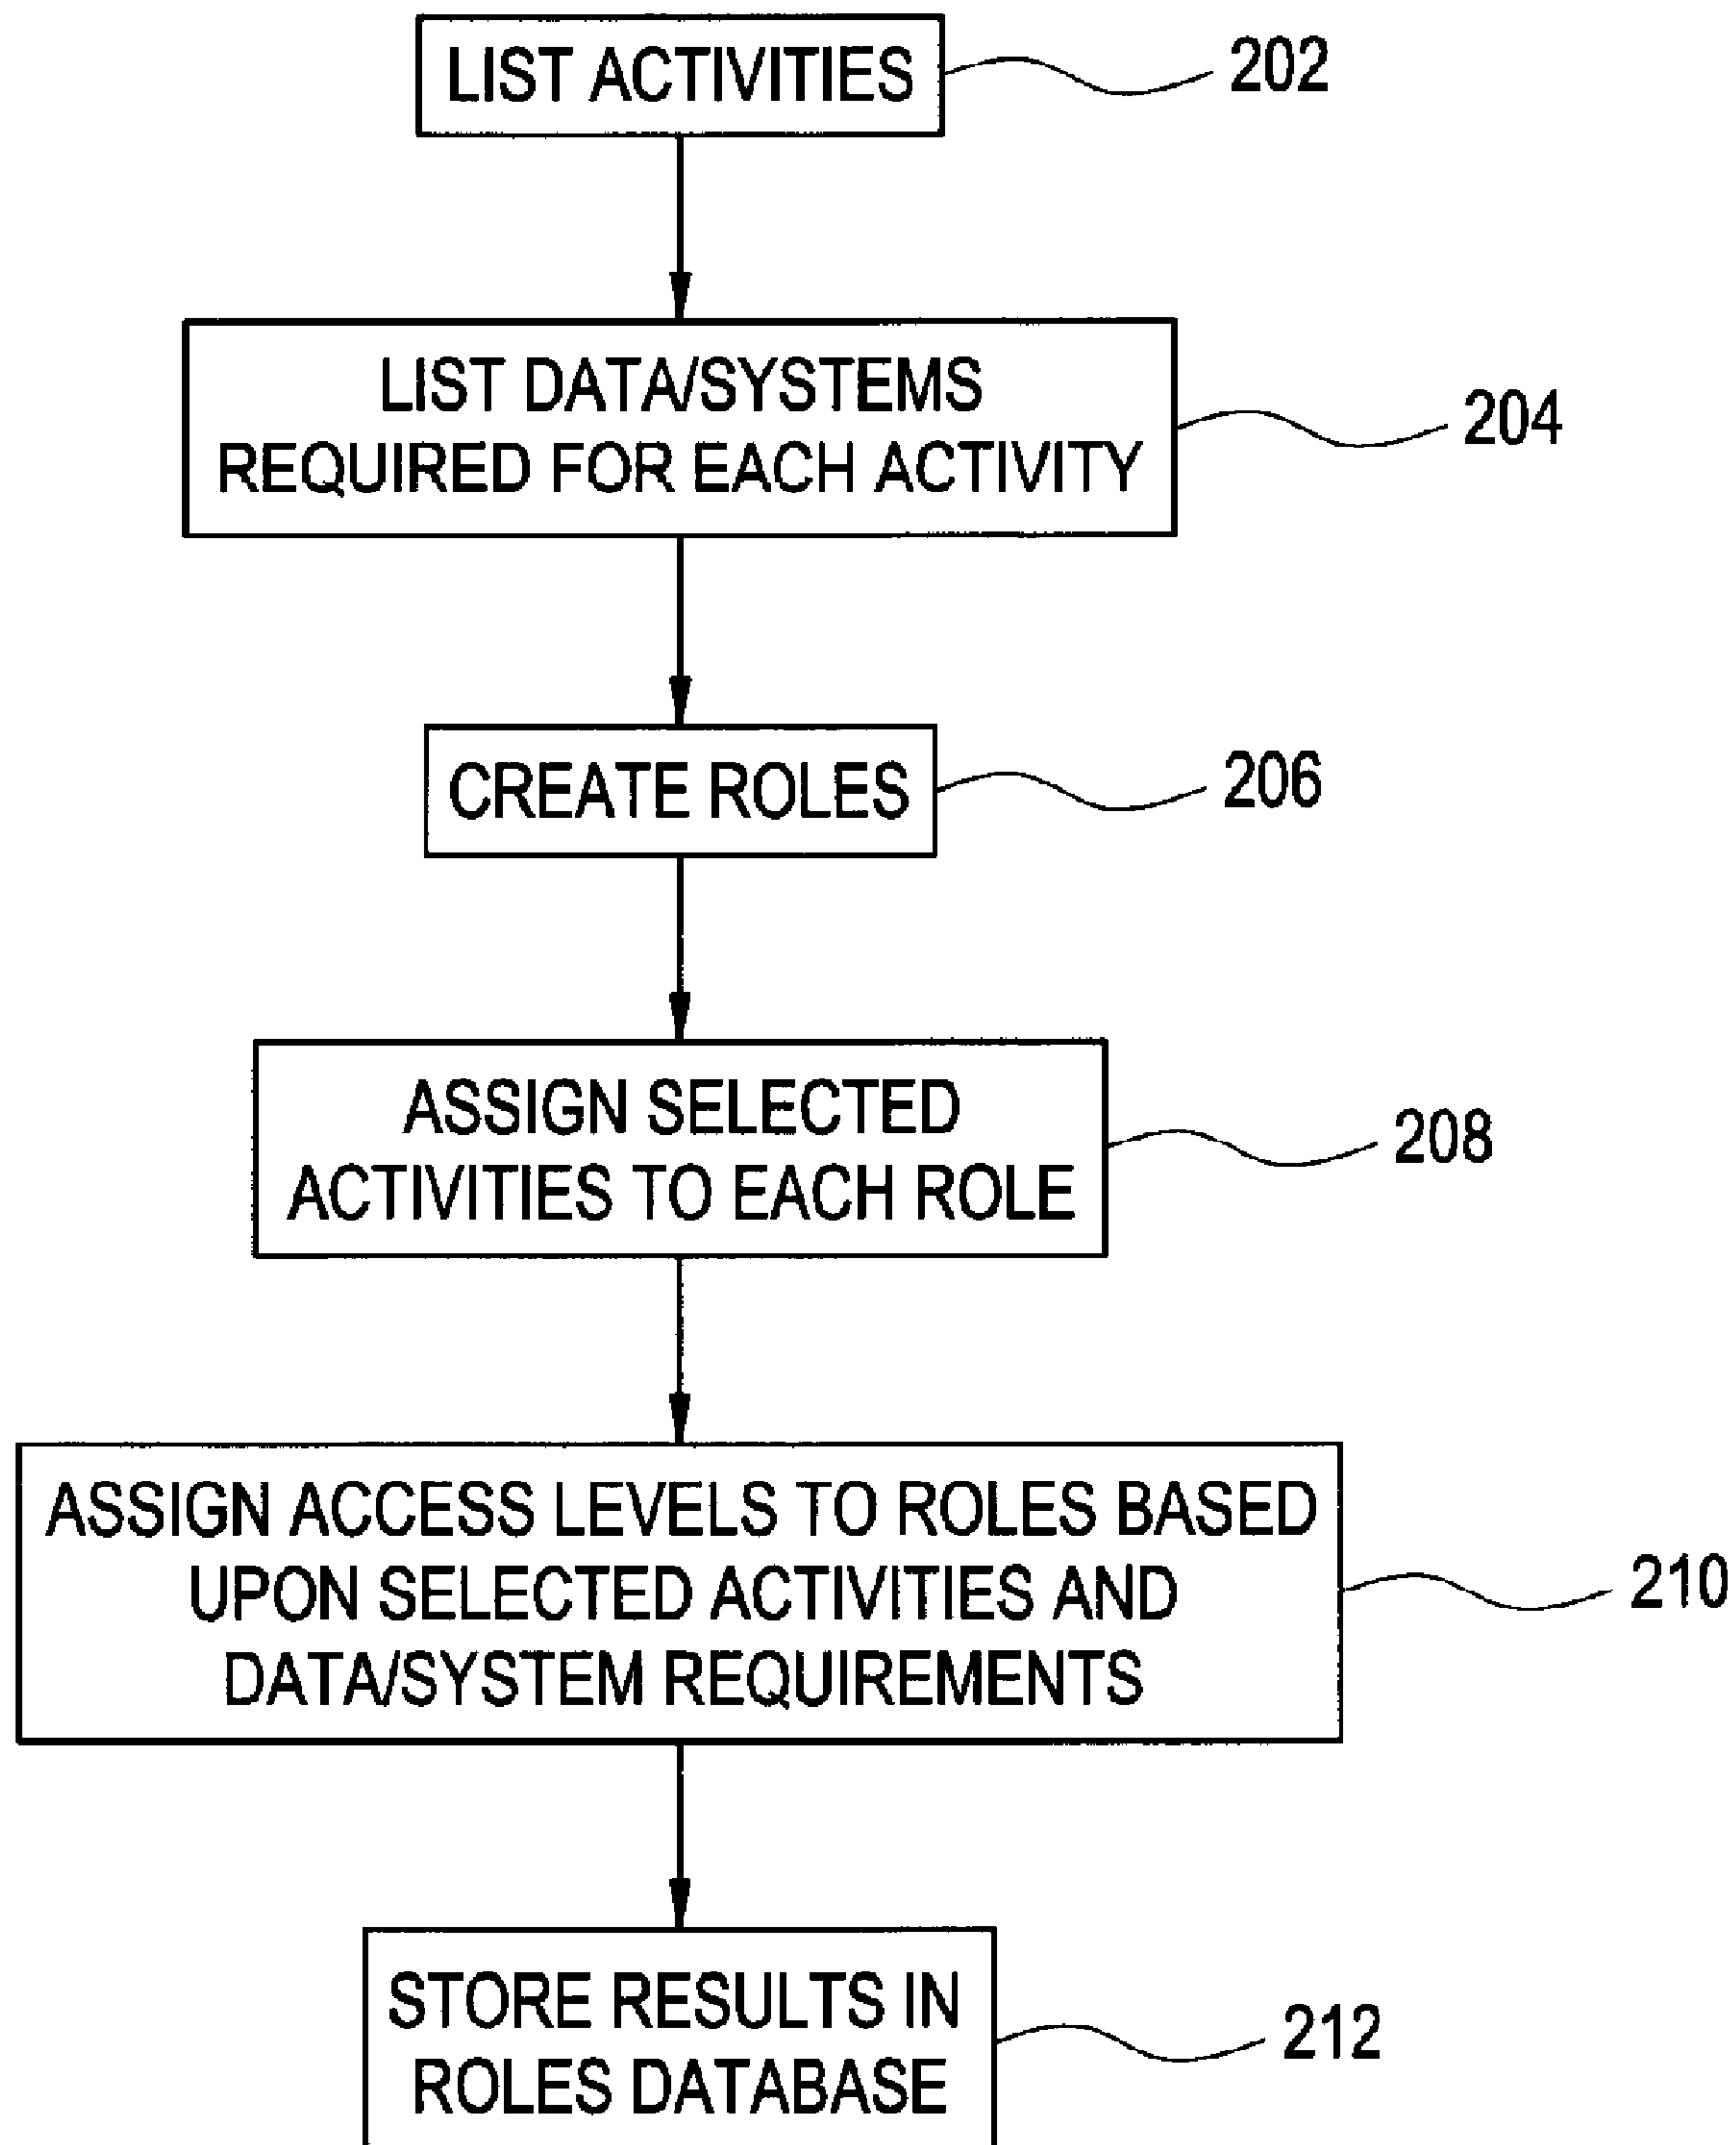 LIST ACTIVITIES
202
LIST DATA/SYSTEMS
REQUIRED FOR EACH ACTIVITY
204
CREATE ROLES
206
ASSIGN SELECTED
ACTIVITIES TO EACH ROLE
208
ASSIGN ACCESS LEVELS TO ROLES BASED
UPON SELECTED ACTIVITIES AND
DATA/SYSTEM REQUIREMENTS
210
STORE RESULTS IN
ROLES DATABASE
212